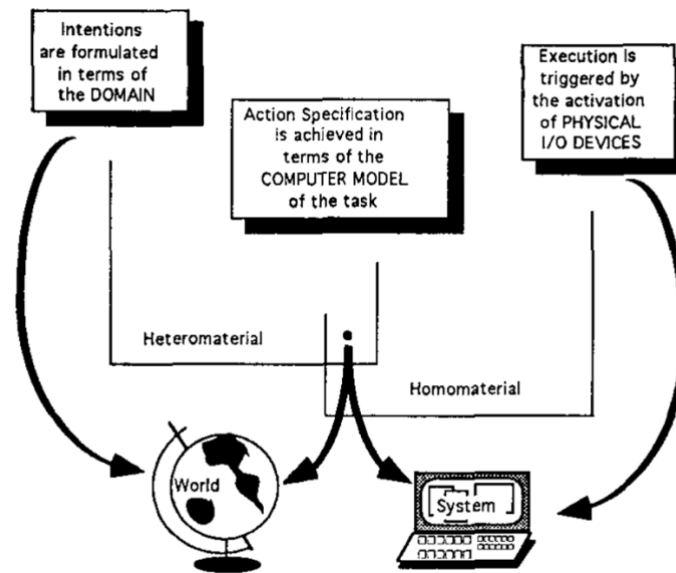 Intentions
are formulated
in terms of
the DOMAIN
Action Specification
is achieved in
terms of the
COMPUTER MODEL
of the task
Execution is
triggered by
the activation
of PHYSICAL
I/O DEVICES
Heteromaterial
Homomaterial
World
System